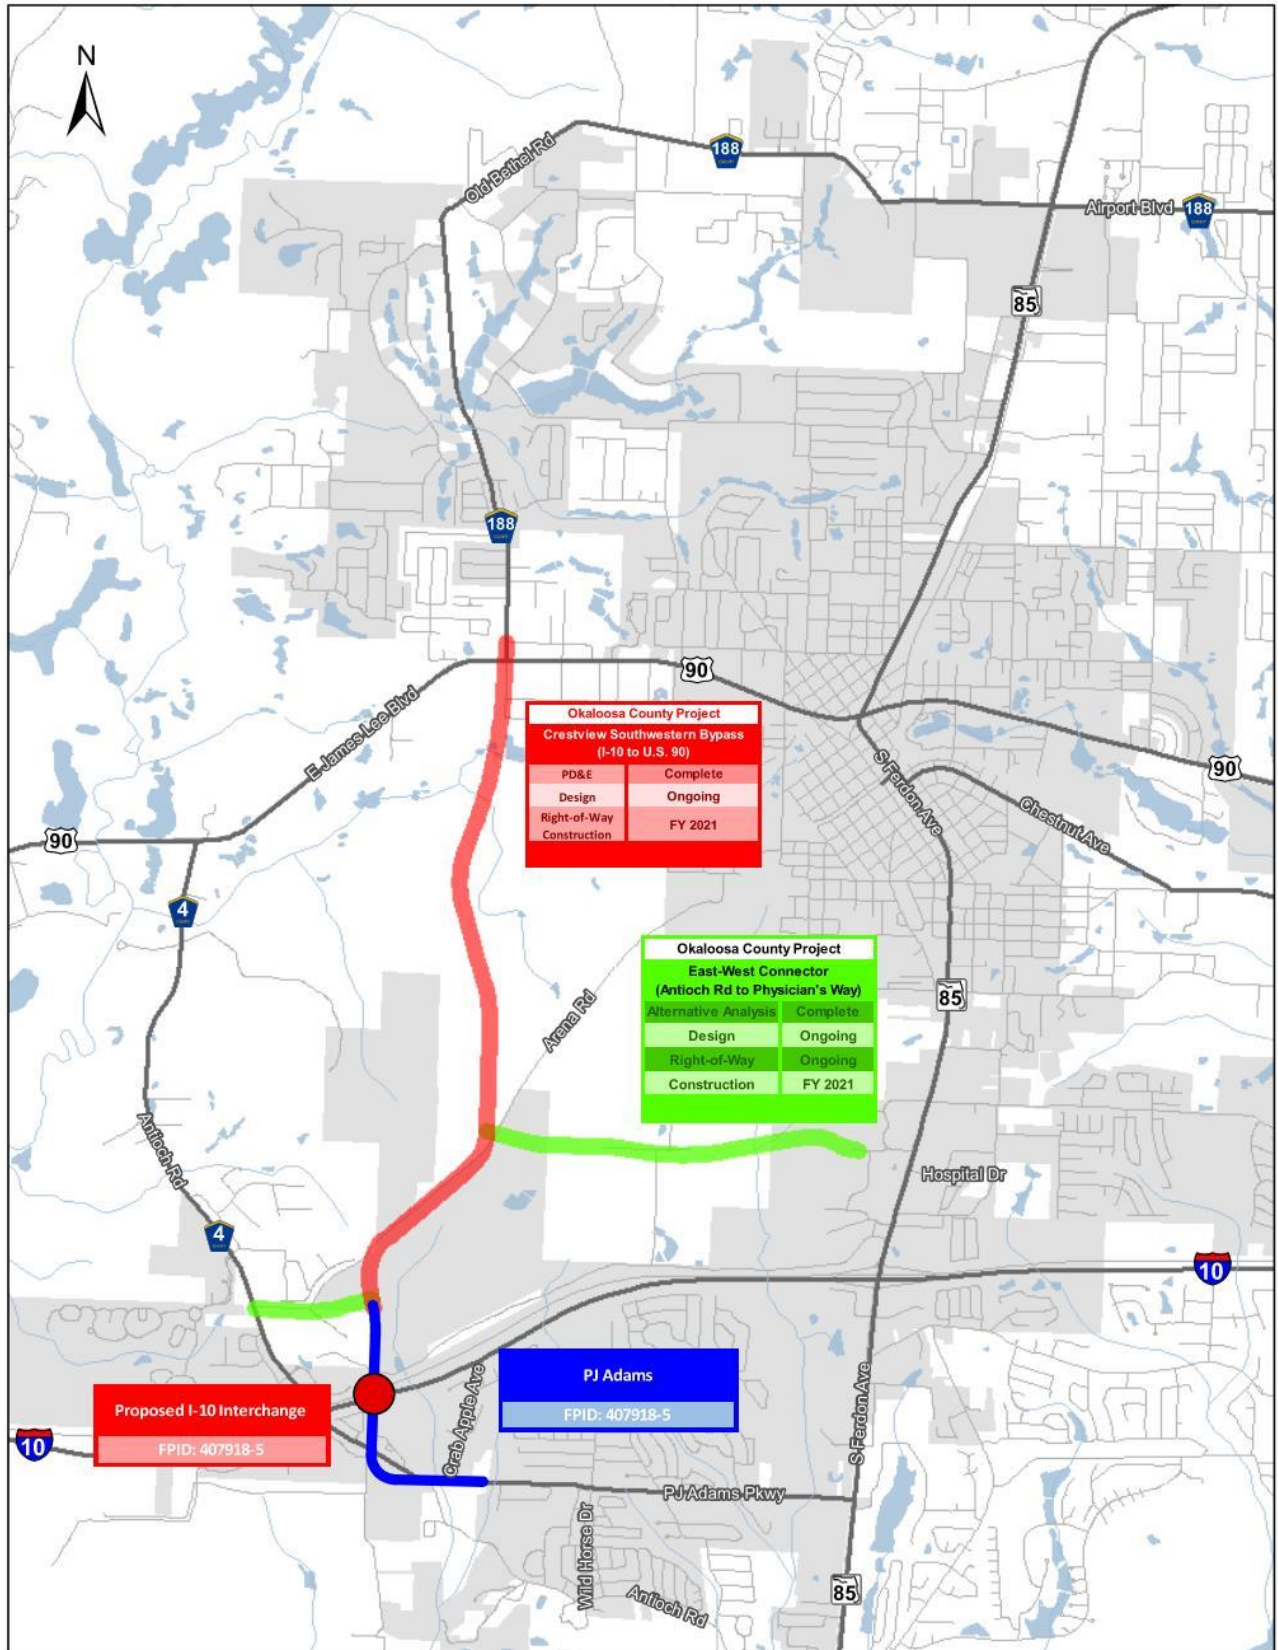 N
Old Bethel Rd
188
Airport Blvd
188
85
188
90
E James Lee Blvd
90
Okaloosa County Project
Crestview Southwestern Bypass
(I-10 to U.S. 90)
PD&E Complete
Design Ongoing
Right-of-Way
Construction
FY 2021
S Ferdon Ave
90
Chestnut Ave
4
Okaloosa County Project
East-West Connector
(Antioch Rd to Physician's Way)
Alternative Analysis Complete
Design Ongoing
Right-of-Way Ongoing
Construction FY 2021
85
Arena Rd
Antioch Rd
Hospital Dr
4
10
PJ Adams
FPID: 407918-5
Proposed I-10 Interchange
FPID: 407918-5
10
Crab Apple Ave
S Ferdon Ave
PJ Adams Pkwy
Wild Horse Dr
Antioch Rd
85